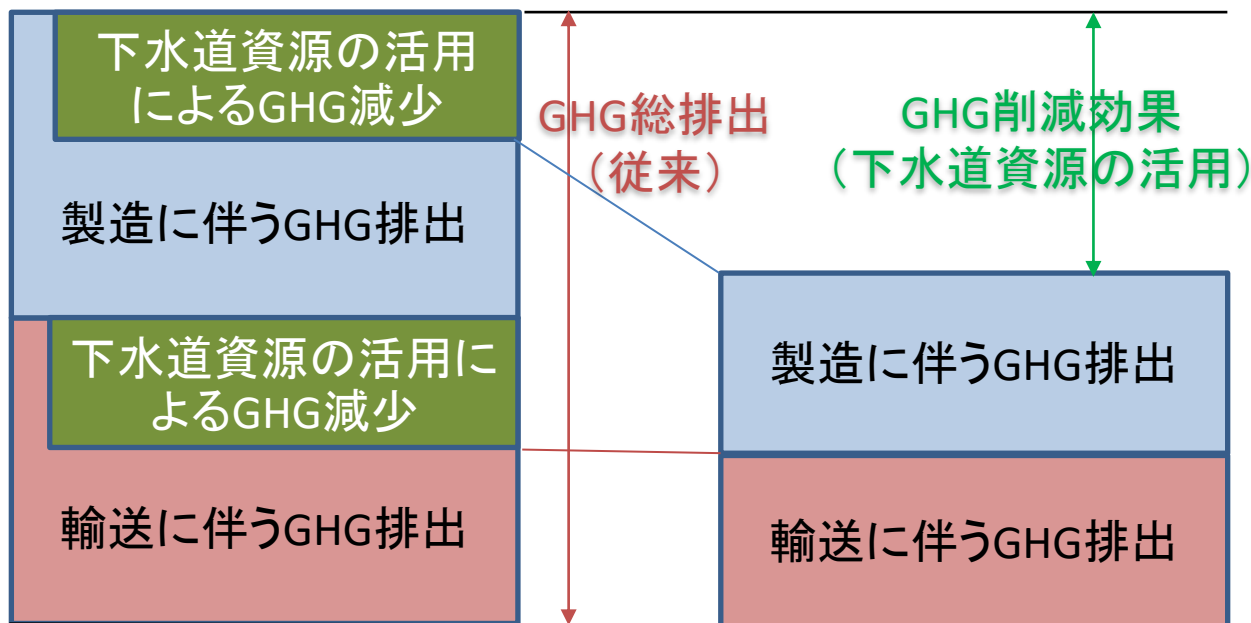 下水道資源の活用
によるGHG減少
製造に伴うGHG排出
下水道資源の活用に
よるGHG減少
輸送に伴うGHG排出
GHG総排出
（従来）
GHG削減効果
（下水道資源の活用）
製造に伴うGHG排出
輸送に伴うGHG排出